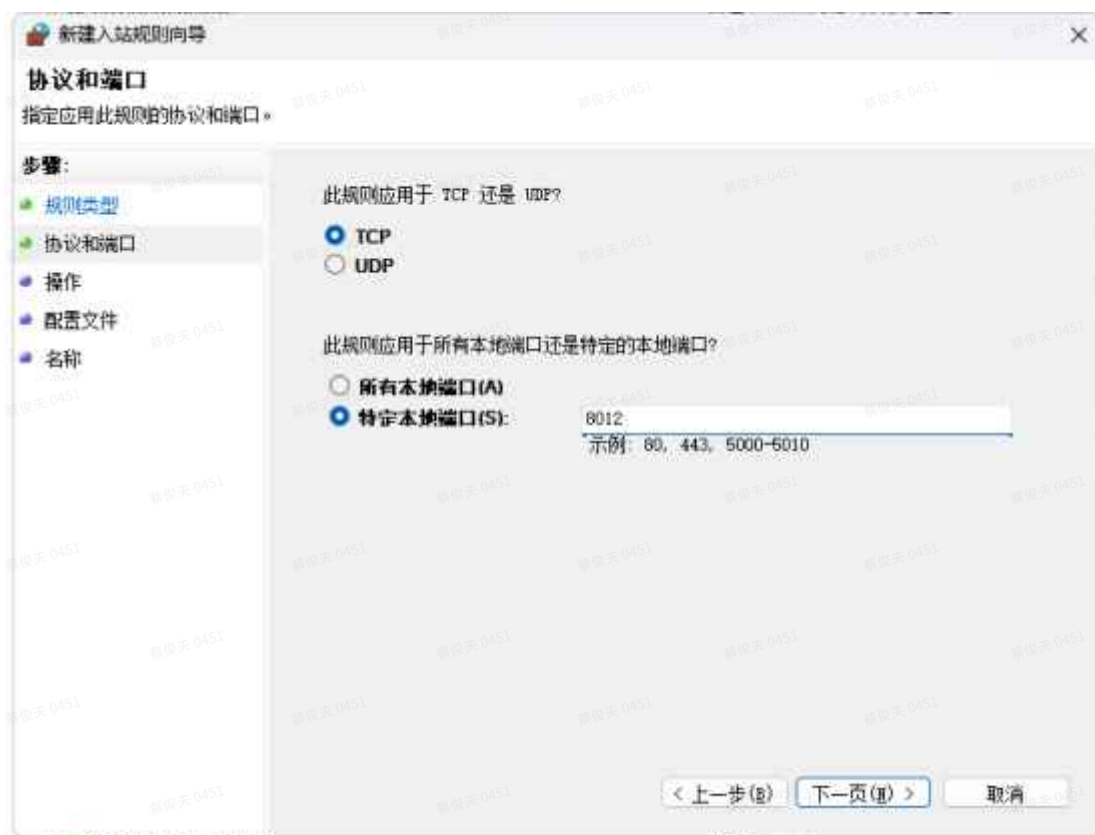 新建入站规则向导
协议和端口
指定应用此规则的协议和端口。
步骤:
规则类型
协议和端口
操作
配置文件
名称
此规则应用于 TCP 还是 UDP?
TCP
UDP
此规则应用于所有本地端口还是特定的本地端口?
所有本地端口(A)
特定本地端口(S):
8012
示例: 80, 443, 5000-5010
< 上一步(B)
下一页(N) >
取消